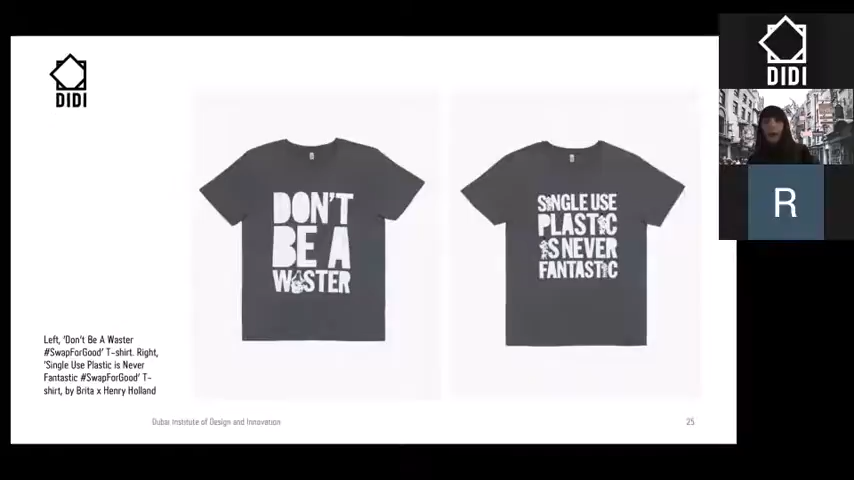 DIDI
DON'T
BE A
WASTER
SINGLE USE
PLASTIC
IS NEVER
FANTASTIC
Left, 'Don't Be A Waster
#SwapForGood' T-shirt. Right,
'Single Use Plastic is Never
Fantastic #SwapForGood' T-
shirt, by Brita x Henry Holland
Dubai Institute of Design and Innovation
25
DIDI
R